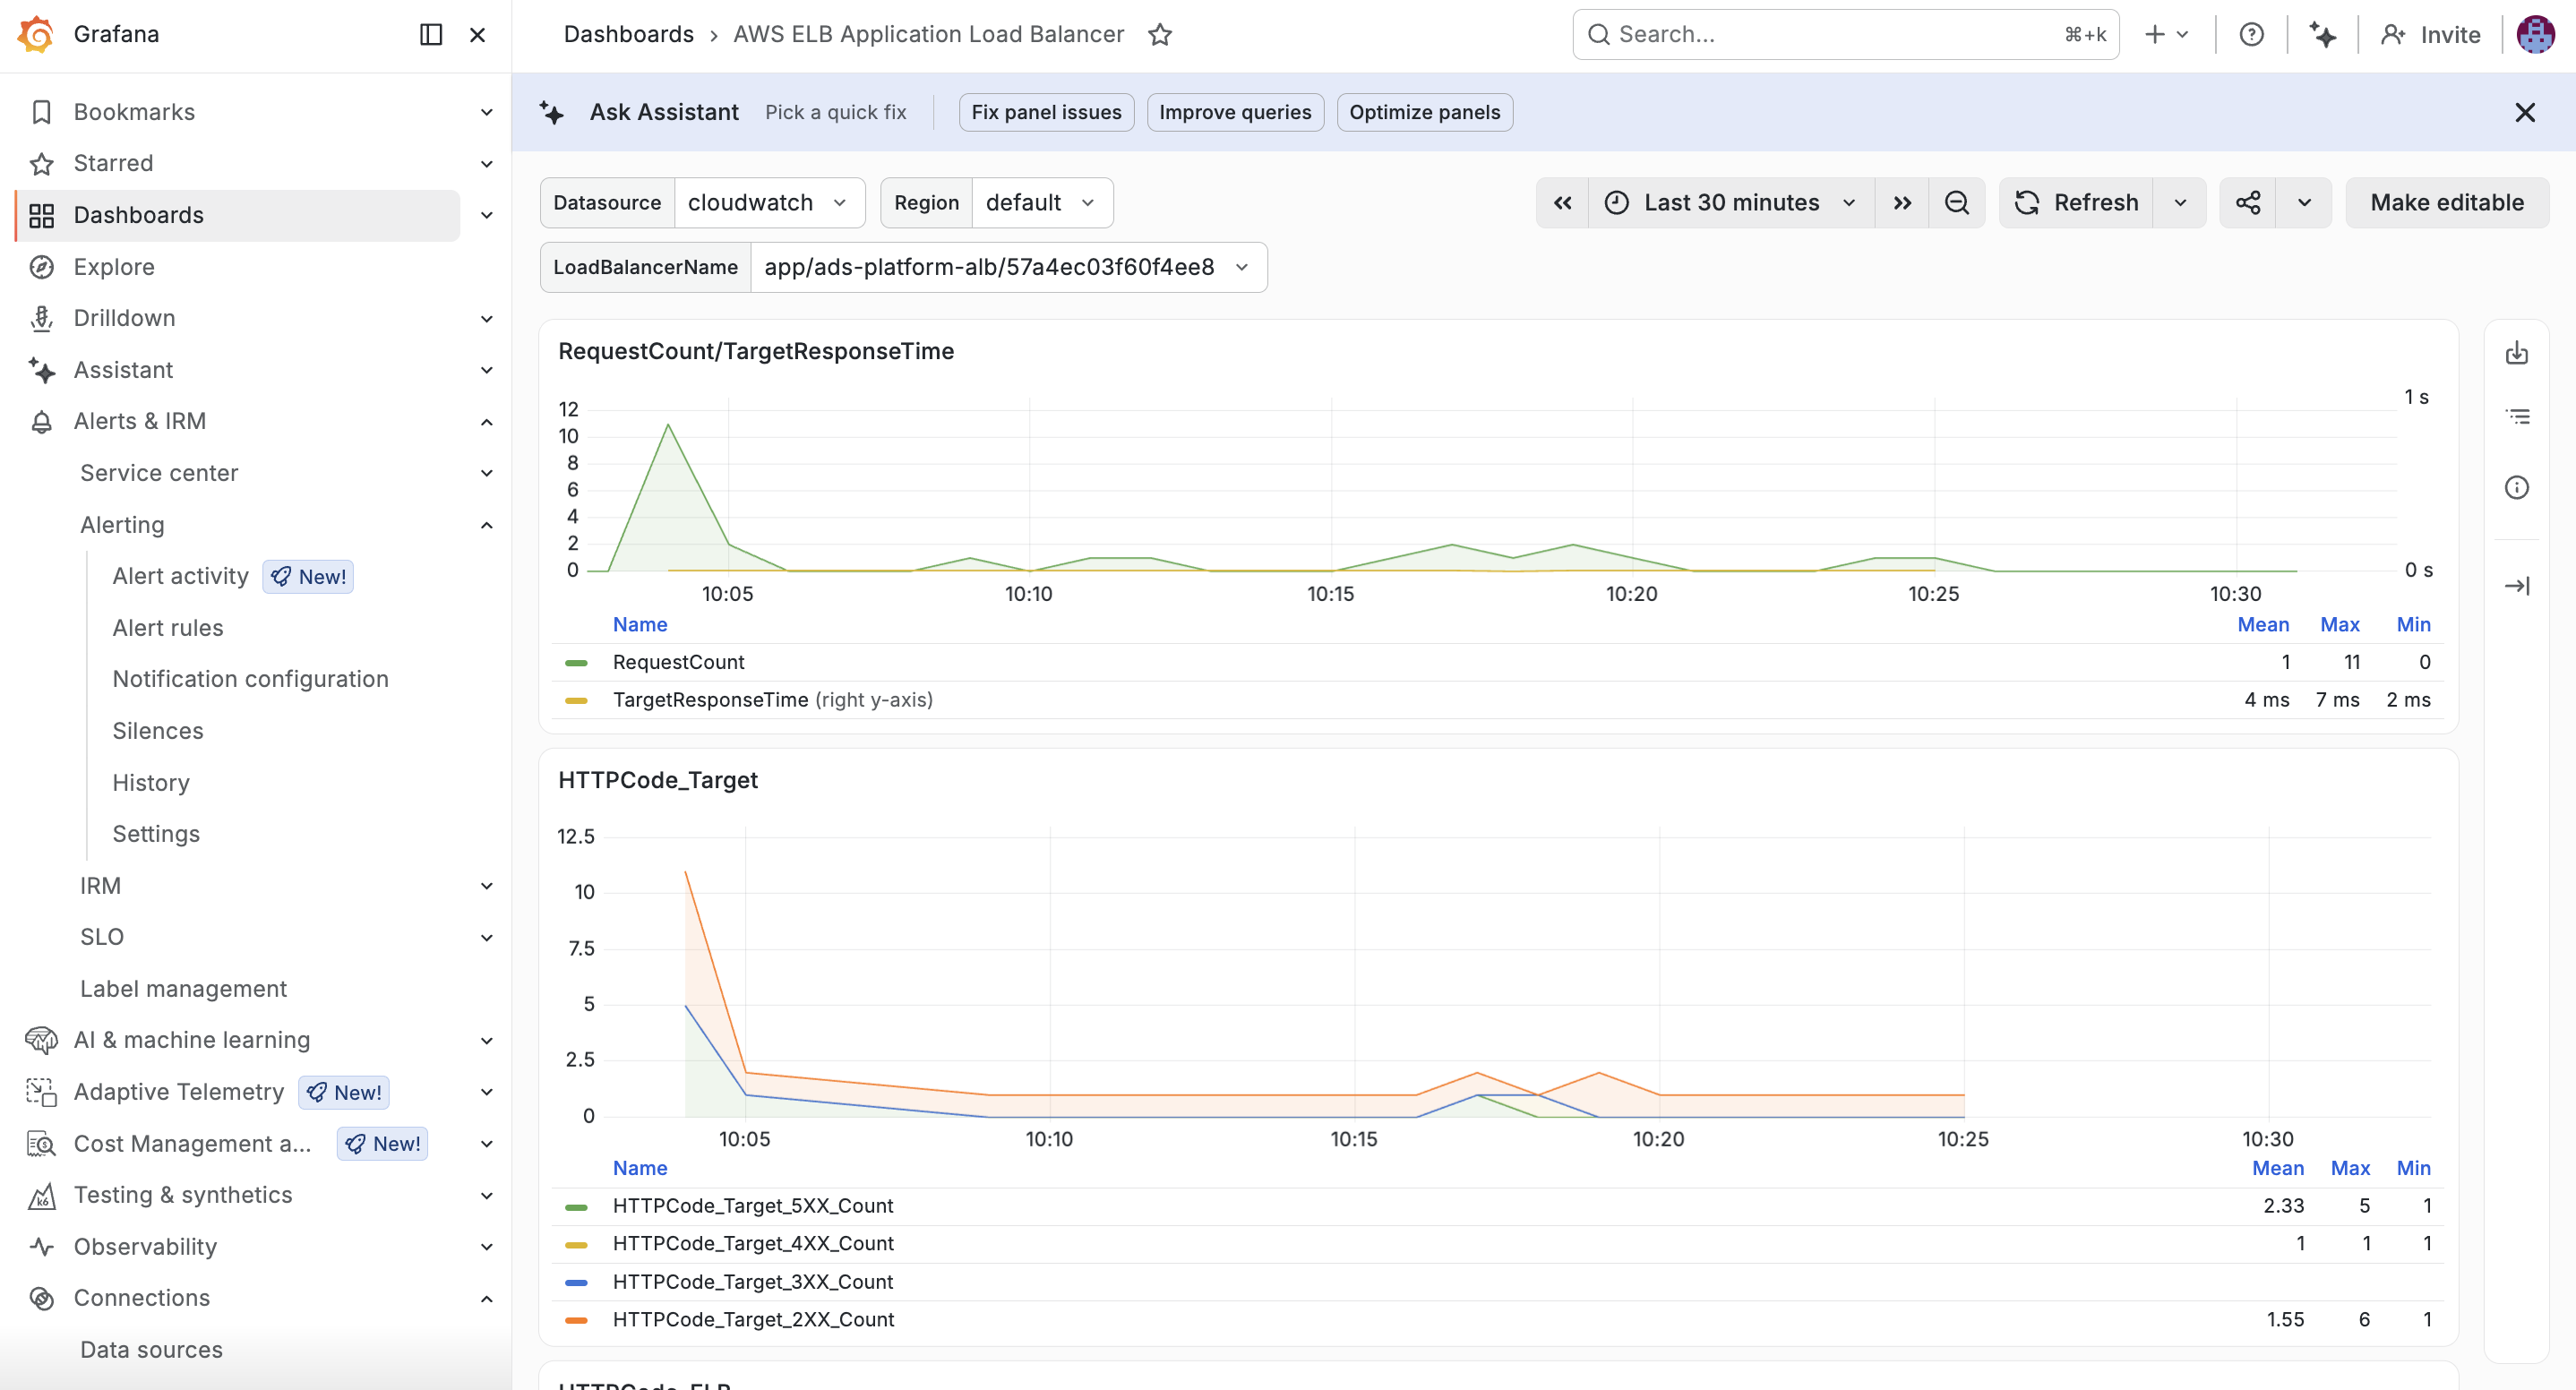 Grafana
Dashboards › AWS ELB Application Load Balancer
Search...
⌘+k
Invite
Bookmarks
Starred
Dashboards
Explore
Drilldown
Assistant
Alerts & IRM
Service center
Alerting
Alert activity New!
Alert rules
Notification configuration
Silences
History
Settings
IRM
SLO
Label management
AI & machine learning
Adaptive Telemetry New!
Cost Management a... New!
Testing & synthetics
Observability
Connections
Data sources
Ask Assistant Pick a quick fix Fix panel issues Improve queries Optimize panels
Datasource cloudwatch Region default
Last 30 minutes Refresh Make editable
LoadBalancerName app/ads-platform-alb/57a4ec03f60f4ee8
RequestCount/TargetResponseTime
12
10
8
6
4
2
0
1 s
0 s
10:05 10:10 10:15 10:20 10:25 10:30
Name Mean Max Min
RequestCount 1 11 0
TargetResponseTime (right y-axis) 4 ms 7 ms 2 ms
HTTPCode_Target
12.5
10
7.5
5
2.5
0
10:05 10:10 10:15 10:20 10:25 10:30
Name Mean Max Min
HTTPCode_Target_5XX_Count 2.33 5 1
HTTPCode_Target_4XX_Count 1 1 1
HTTPCode_Target_3XX_Count
HTTPCode_Target_2XX_Count 1.55 6 1
HTTPCode_ELB